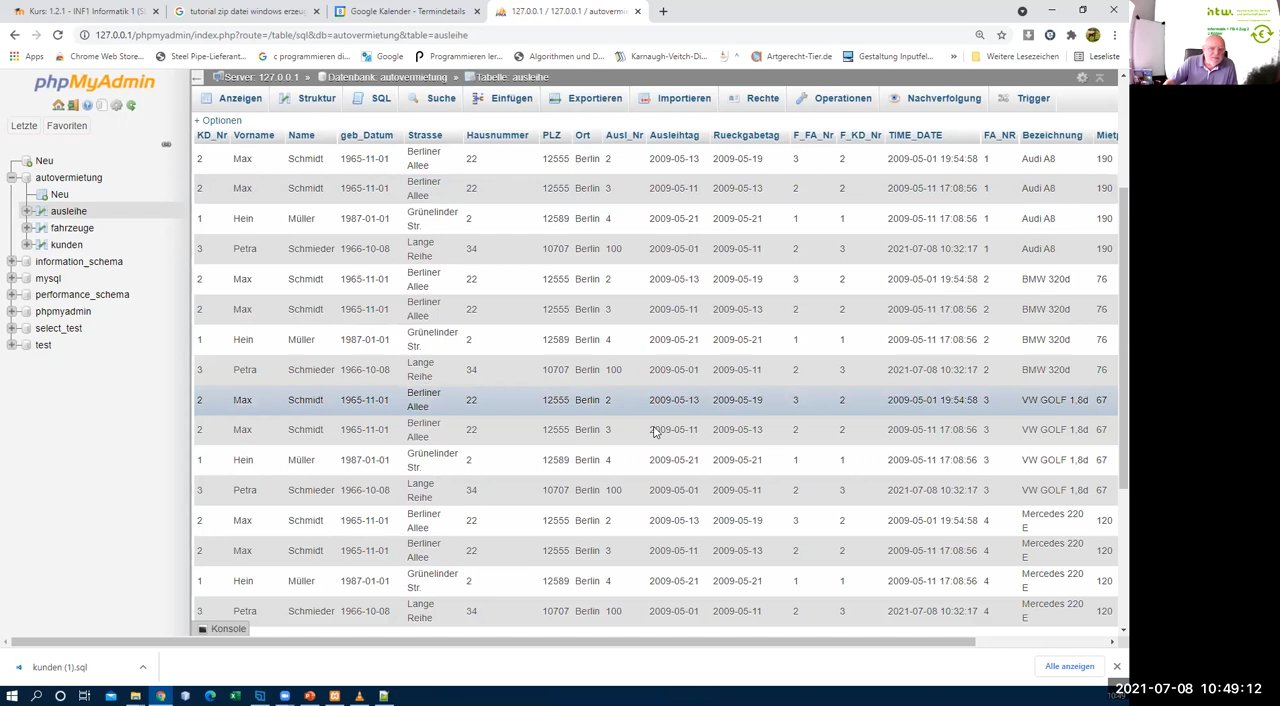 Kurs: 1.2.1 - INF1 Informatik 1 (S
tutorial zip datei windows erzeug
Google Kalender - Termindetails
127.0.0.1 / 127.0.0.1 / autovermi
127.0.0.1/phpmyadmin/index.php?route=/table/sql&db=autovermietung&table=ausleihe
Apps
Chrome Web Store
Steel Pipe-Lieferant...
Google
Programmieren lern...
Algorithmen und D...
Karnaugh-Veitch-Di...
Artgerecht-Tier.de
Gestaltung Inputfel...
»
Weitere Lesezeichen
Leseliste
phpMyAdmin
Letzte Favoriten
Neu
autovermietung
Neu
ausleihe
fahrzeuge
kunden
information_schema
mysql
performance_schema
phpmyadmin
select_test
test
Server: 127.0.0.1 » Datenbank: autovermietung » Tabelle: ausleihe
Anzeigen Struktur SQL Suche Einfügen Exportieren Importieren Rechte Operationen Nachverfolgung Trigger
+ Optionen
KD_Nr Vorname Name geb_Datum Strasse Hausnummer PLZ Ort Ausl_Nr Ausleihtag Rueckgabetag F_FA_Nr F_KD_Nr TIME_DATE FA_NR Bezeichnung Mietp
2 Max Schmidt 1965-11-01 Berliner Allee 22 12555 Berlin 2 2009-05-13 2009-05-19 3 2 2009-05-01 19:54:58 1 Audi A8 190
2 Max Schmidt 1965-11-01 Berliner Allee 22 12555 Berlin 3 2009-05-11 2009-05-13 2 2 2009-05-11 17:08:56 1 Audi A8 190
1 Hein Müller 1987-01-01 Grünelinder Str. 2 12589 Berlin 4 2009-05-21 2009-05-21 1 1 2009-05-11 17:08:56 1 Audi A8 190
3 Petra Schmieder 1966-10-08 Lange Reihe 34 10707 Berlin 100 2009-05-01 2009-05-11 2 3 2021-07-08 10:32:17 1 Audi A8 190
2 Max Schmidt 1965-11-01 Berliner Allee 22 12555 Berlin 2 2009-05-13 2009-05-19 3 2 2009-05-01 19:54:58 2 BMW 320d 76
2 Max Schmidt 1965-11-01 Berliner Allee 22 12555 Berlin 3 2009-05-11 2009-05-13 2 2 2009-05-11 17:08:56 2 BMW 320d 76
1 Hein Müller 1987-01-01 Grünelinder Str. 2 12589 Berlin 4 2009-05-21 2009-05-21 1 1 2009-05-11 17:08:56 2 BMW 320d 76
3 Petra Schmieder 1966-10-08 Lange Reihe 34 10707 Berlin 100 2009-05-01 2009-05-11 2 3 2021-07-08 10:32:17 2 BMW 320d 76
2 Max Schmidt 1965-11-01 Berliner Allee 22 12555 Berlin 2 2009-05-13 2009-05-19 3 2 2009-05-01 19:54:58 3 VW GOLF 1,8d 67
2 Max Schmidt 1965-11-01 Berliner Allee 22 12555 Berlin 3 2009-05-11 2009-05-13 2 2 2009-05-11 17:08:56 3 VW GOLF 1,8d 67
1 Hein Müller 1987-01-01 Grünelinder Str. 2 12589 Berlin 4 2009-05-21 2009-05-21 1 1 2009-05-11 17:08:56 3 VW GOLF 1,8d 67
3 Petra Schmieder 1966-10-08 Lange Reihe 34 10707 Berlin 100 2009-05-01 2009-05-11 2 3 2021-07-08 10:32:17 3 VW GOLF 1,8d 67
2 Max Schmidt 1965-11-01 Berliner Allee 22 12555 Berlin 2 2009-05-13 2009-05-19 3 2 2009-05-01 19:54:58 4 Mercedes 220 E 120
2 Max Schmidt 1965-11-01 Berliner Allee 22 12555 Berlin 3 2009-05-11 2009-05-13 2 2 2009-05-11 17:08:56 4 Mercedes 220 E 120
1 Hein Müller 1987-01-01 Grünelinder Str. 2 12589 Berlin 4 2009-05-21 2009-05-21 1 1 2009-05-11 17:08:56 4 Mercedes 220 E 120
3 Petra Schmieder 1966-10-08 Lange Reihe 34 10707 Berlin 100 2009-05-01 2009-05-11 2 3 2021-07-08 10:32:17 4 Mercedes 220 E 120
Konsole
kunden (1).sql
Alle anzeigen
htw
2021-07-08 10:49:12